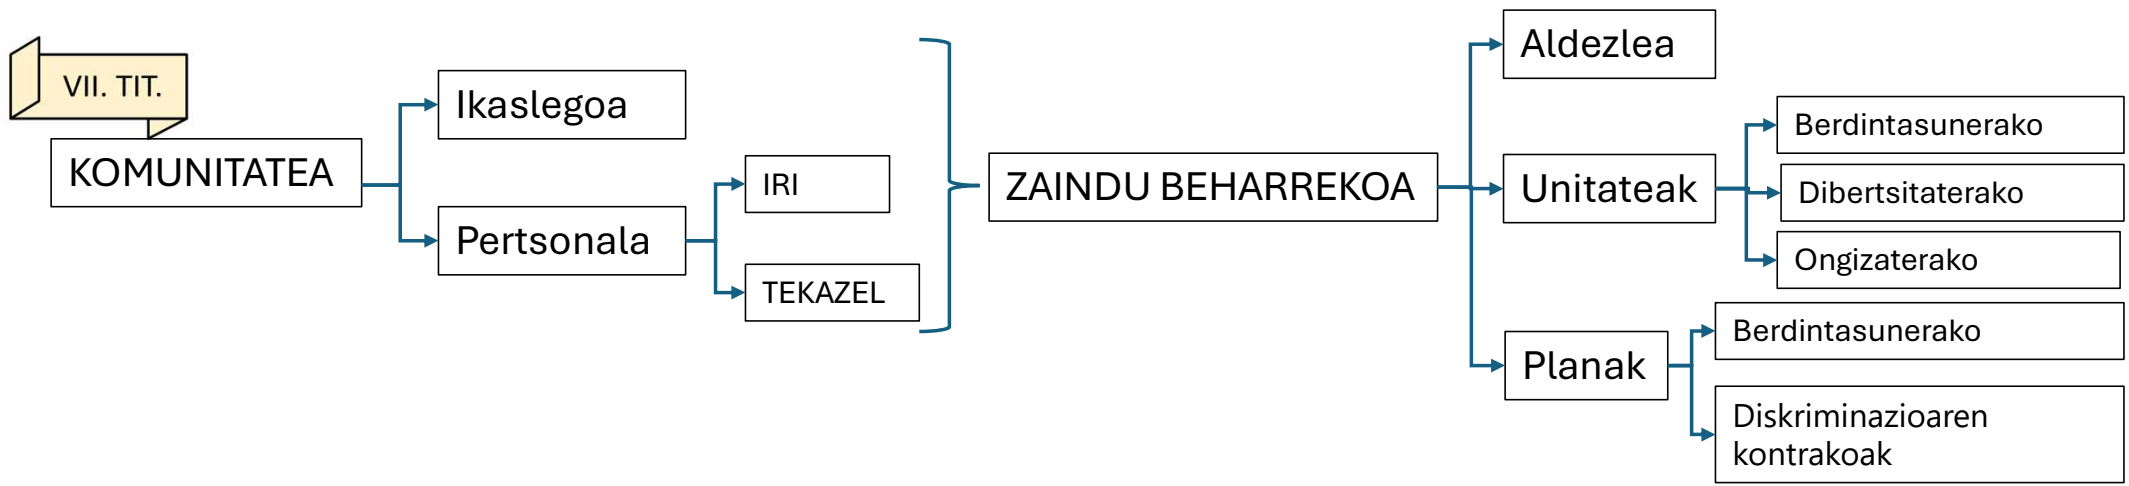 VII. TIT.
KOMUNITATEA
Ikaslegoa
Pertsonala
IRI
TEKAZEL
ZAINDU BEHARREKOA
Aldezlea
Unitateak
Berdintasunerako
Dibertsitaterako
Ongizaterako
Planak
Berdintasunerako
Diskriminazioaren
kontrakoak